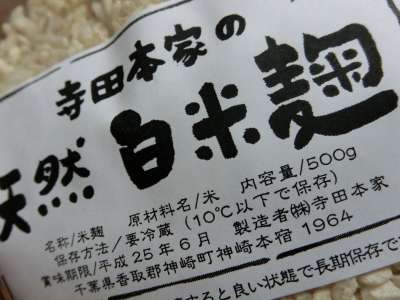 寺田本家の
天然 白米麹
名称/米麹 原材料名/米 内容量/500g
保存方法/要冷蔵(10℃以下で保存)
賞味期限/平成25年6月 製造者㈱寺田本家
千葉県香取郡神崎町神崎本宿 1964
すると良い状態で長期保存で